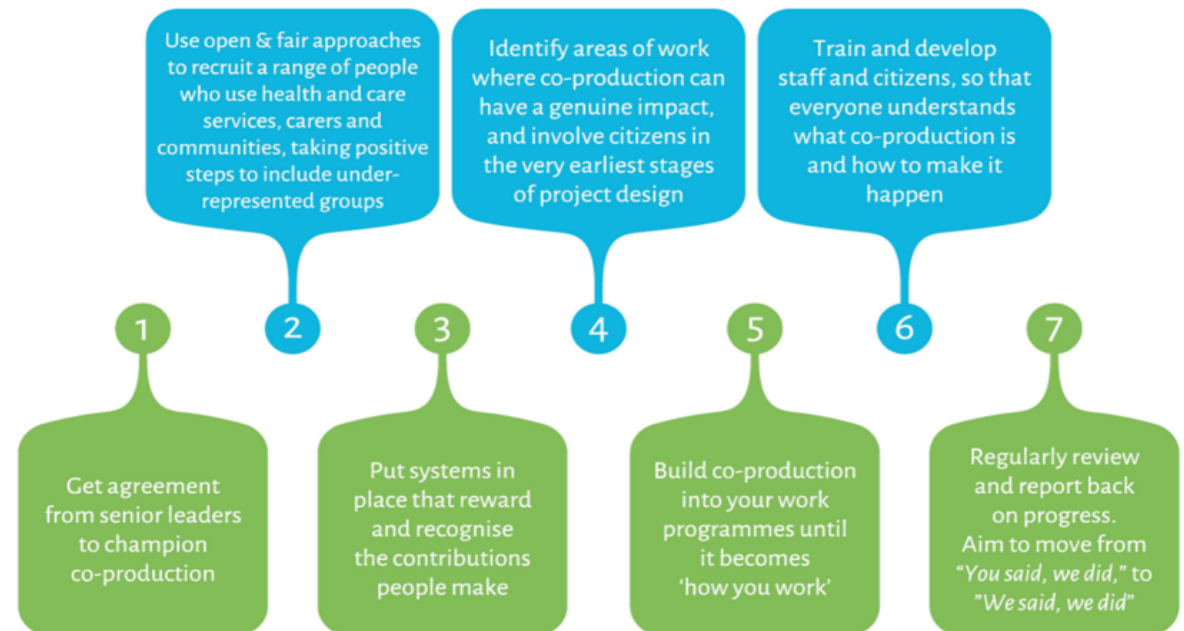 Use open & fair approaches
to recruit a range of people
who use health and care
services, carers and
communities, taking positive
steps to include under-
represented groups
Identify areas of work
where co-production can
have a genuine impact,
and involve citizens in
the very earliest stages
of project design
Train and develop
staff and citizens, so that
everyone understands
what co-production is
and how to make it
happen
1
2
3
4
5
6
7
Get agreement
from senior leaders
to champion
co-production
Put systems in
place that reward
and recognise
the contributions
people make
Build co-production
into your work
programmes until
it becomes
‘how you work’
Regularly review
and report back
on progress.
Aim to move from
“You said, we did,” to
”We said, we did”